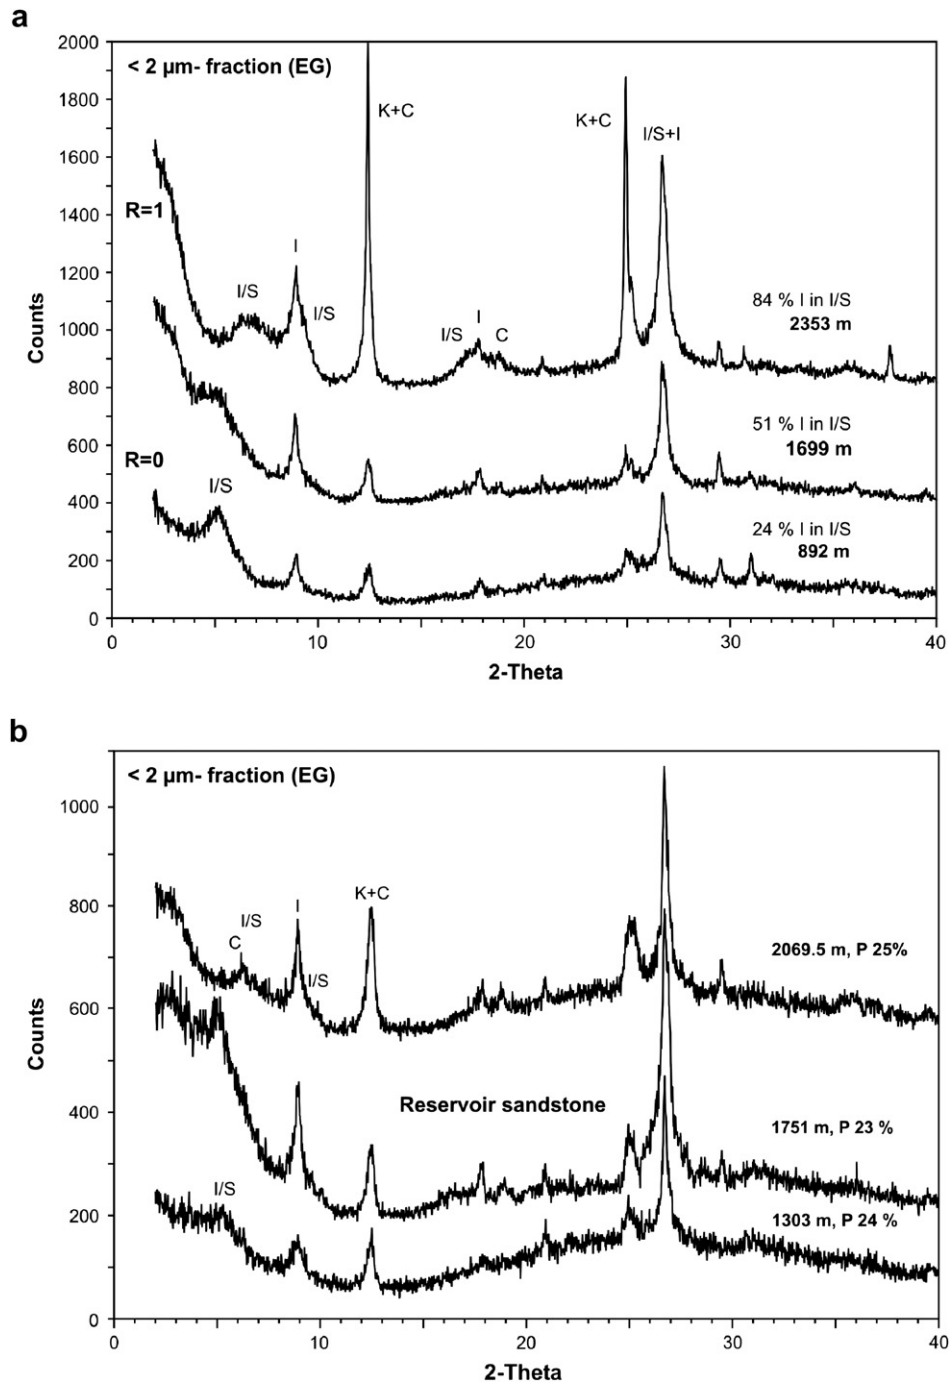 a
< 2 µm- fraction (EG)
2000
1800
1600
1400
1200
1000
800
600
400
200
0
Counts
K+C
K+C
I/S+I
R=1
I
I/S
I/S
I
I/S
C
84 % I in I/S
2353 m
51 % I in I/S
1699 m
R=0
I/S
24 % I in I/S
892 m
0
10
20
30
40
2-Theta
b
< 2 µm- fraction (EG)
1000
800
600
400
200
0
Counts
K+C
I
I/S
C
I/S
2069.5 m, P 25%
Reservoir sandstone
1751 m, P 23 %
I/S
1303 m, P 24 %
0
10
20
30
40
2-Theta